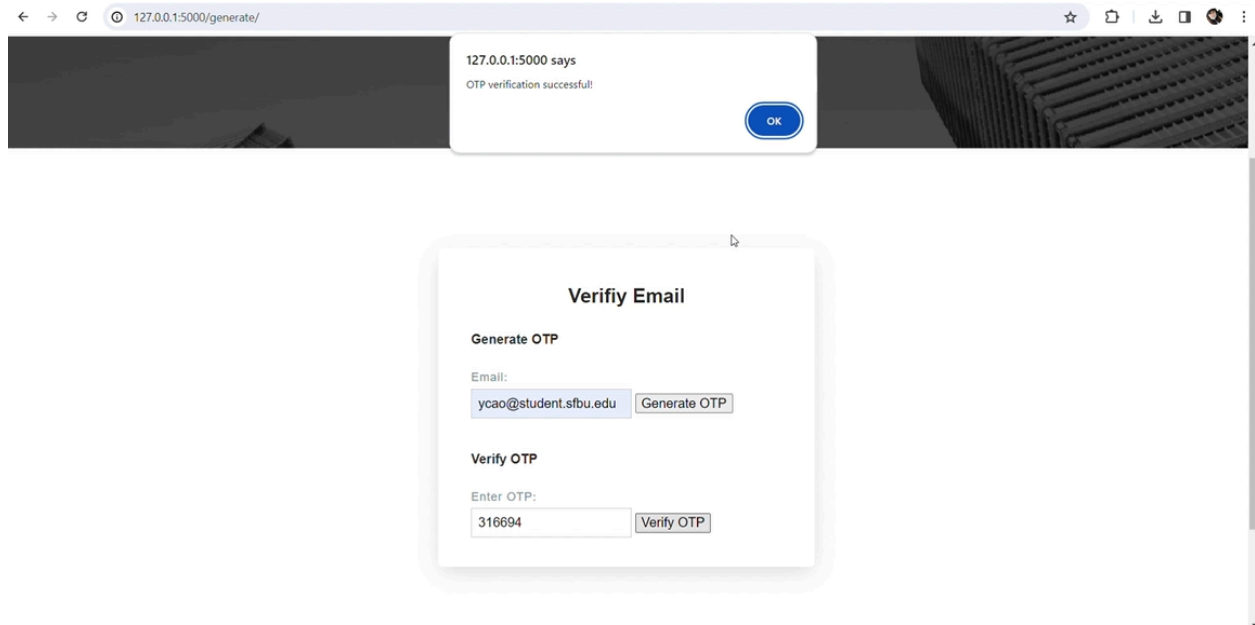 127.0.0.1:5000/generate/
127.0.0.1:5000 says
OTP verification successful!
OK
Verifiy Email
Generate OTP
Email:
ycao@student.sfbu.edu Generate OTP
Verify OTP
Enter OTP:
316694 Verify OTP